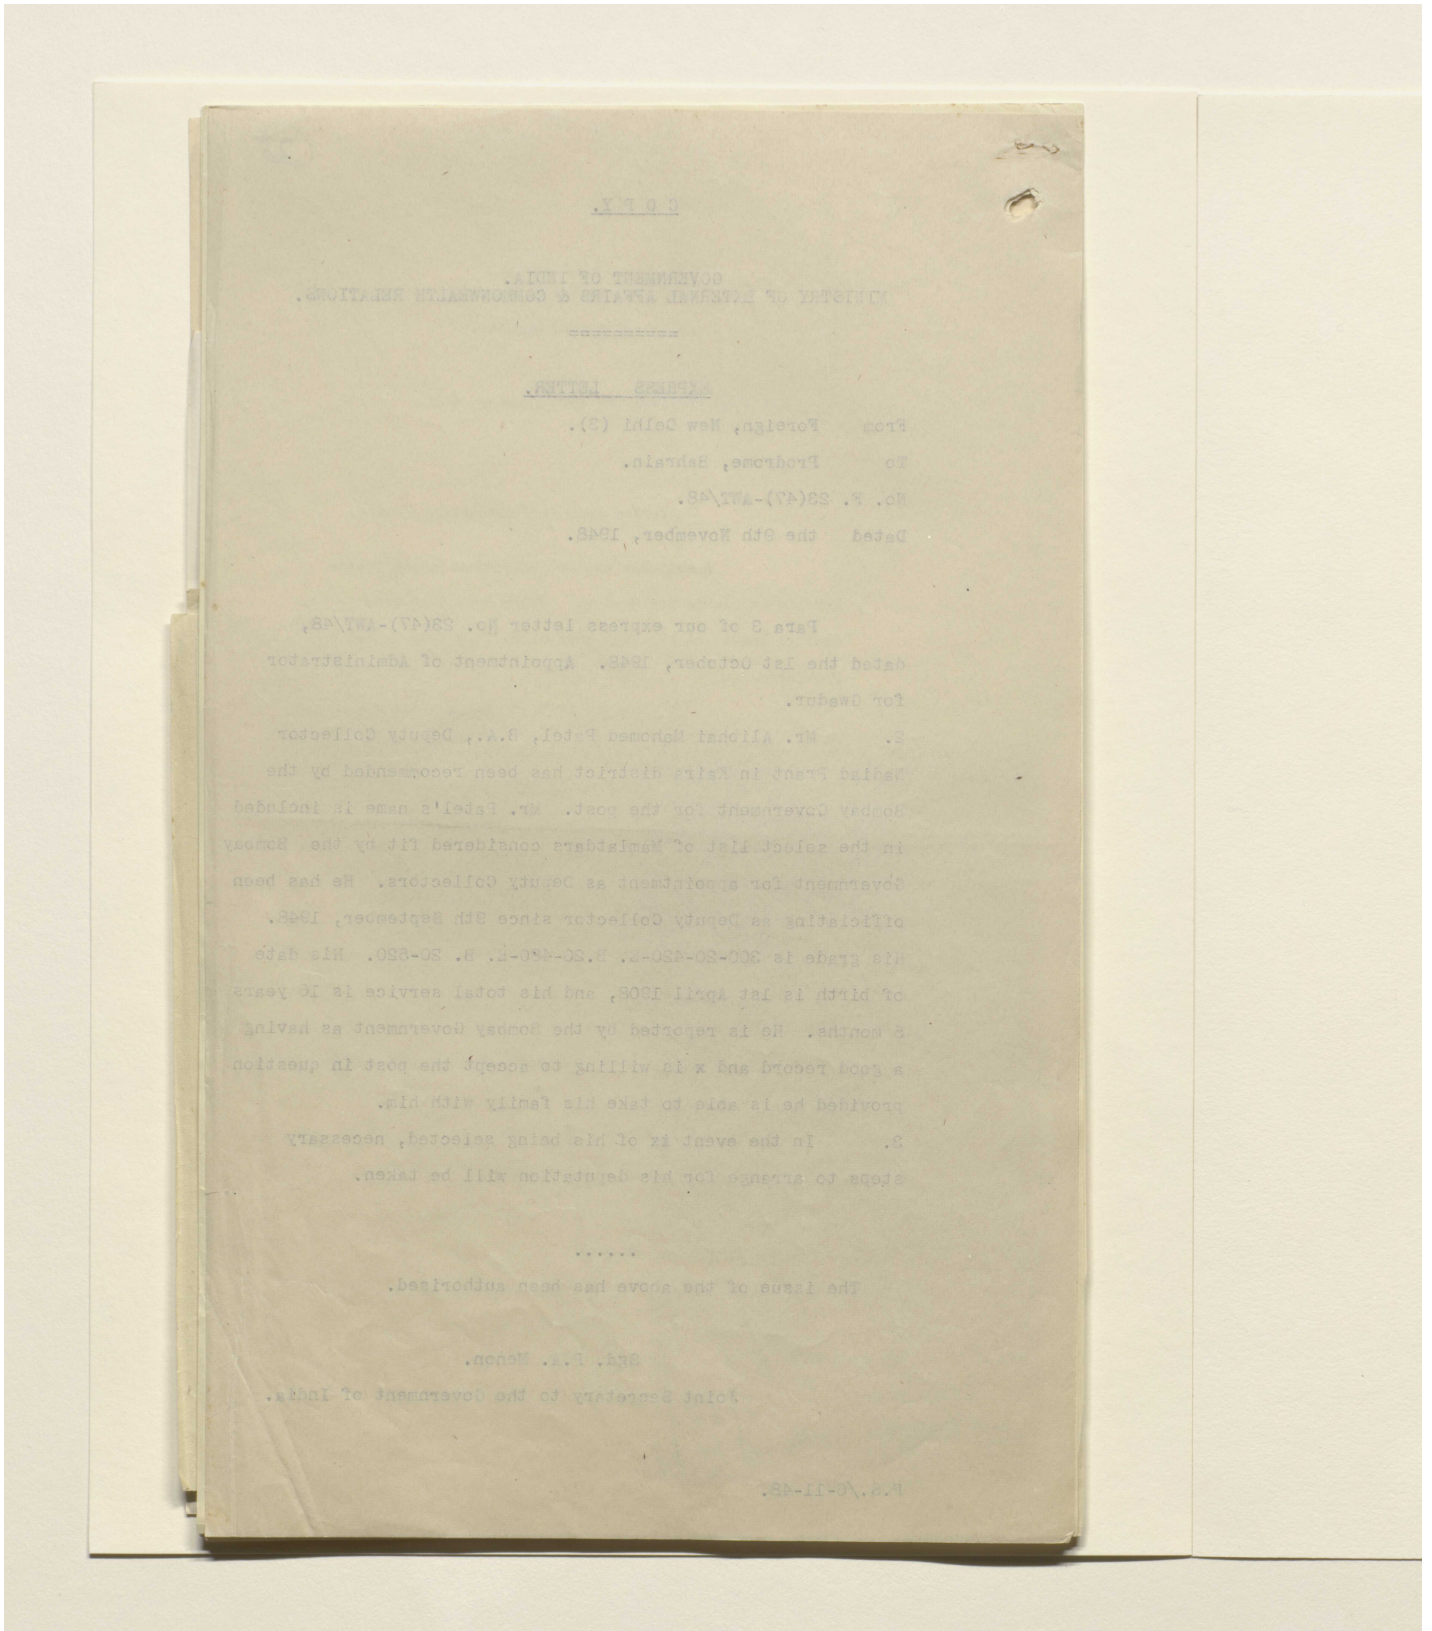 C O P Y.
GOVERNMENT OF INDIA.
MINISTRY OF EXTERNAL AFFAIRS & COMMONWEALTH RELATIONS.
==========
EXPRESS LETTER.
From Foreign, New Delhi (3).
To Prodrome, Bahrain.
No. F. 23(47)-AWT/48.
Dated the 9th November, 1948.
Para 3 of our express letter No. 23(47)-AWT/48,
dated the 1st October, 1948. Appointment of Administrator
for Gwadur.
2. Mr. Alibhai Mahomed Patel, B.A., Deputy Collector
Nadiad Prant in Kaira district has been recommended by the
Bombay Government for the post. Mr. Patel's name is included
in the select list of Mamlatdars considered fit by the Bombay
Government for appointment as Deputy Collectors. He has been
officiating as Deputy Collector since 9th September, 1948.
His grade is 300-20-420-E. B.20-480-E. B. 20-520. His date
of birth is 1st April 1908, and his total service is 16 years
8 months. He is reported by the Bombay Government as having
a good record and x is willing to accept the post in question
provided he is able to take his family with him.
3. In the event ix of his being selected, necessary
steps to arrange for his deputation will be taken.
......
The issue of the above has been authorised.
Sgd. Menon.
Joint Secretary to the Government of India.
P.S./6-11-48.